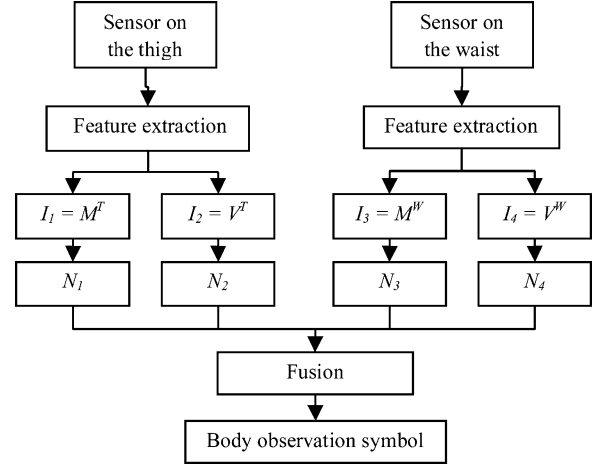 Sensor on
the thigh
Sensor on
the waist
Feature extraction
Feature extraction
I₁ = Mᵀ
I₂ = Vᵀ
I₃ = Mᵂ
I₄ = Vᵂ
N₁
N₂
N₃
N₄
Fusion
Body observation symbol